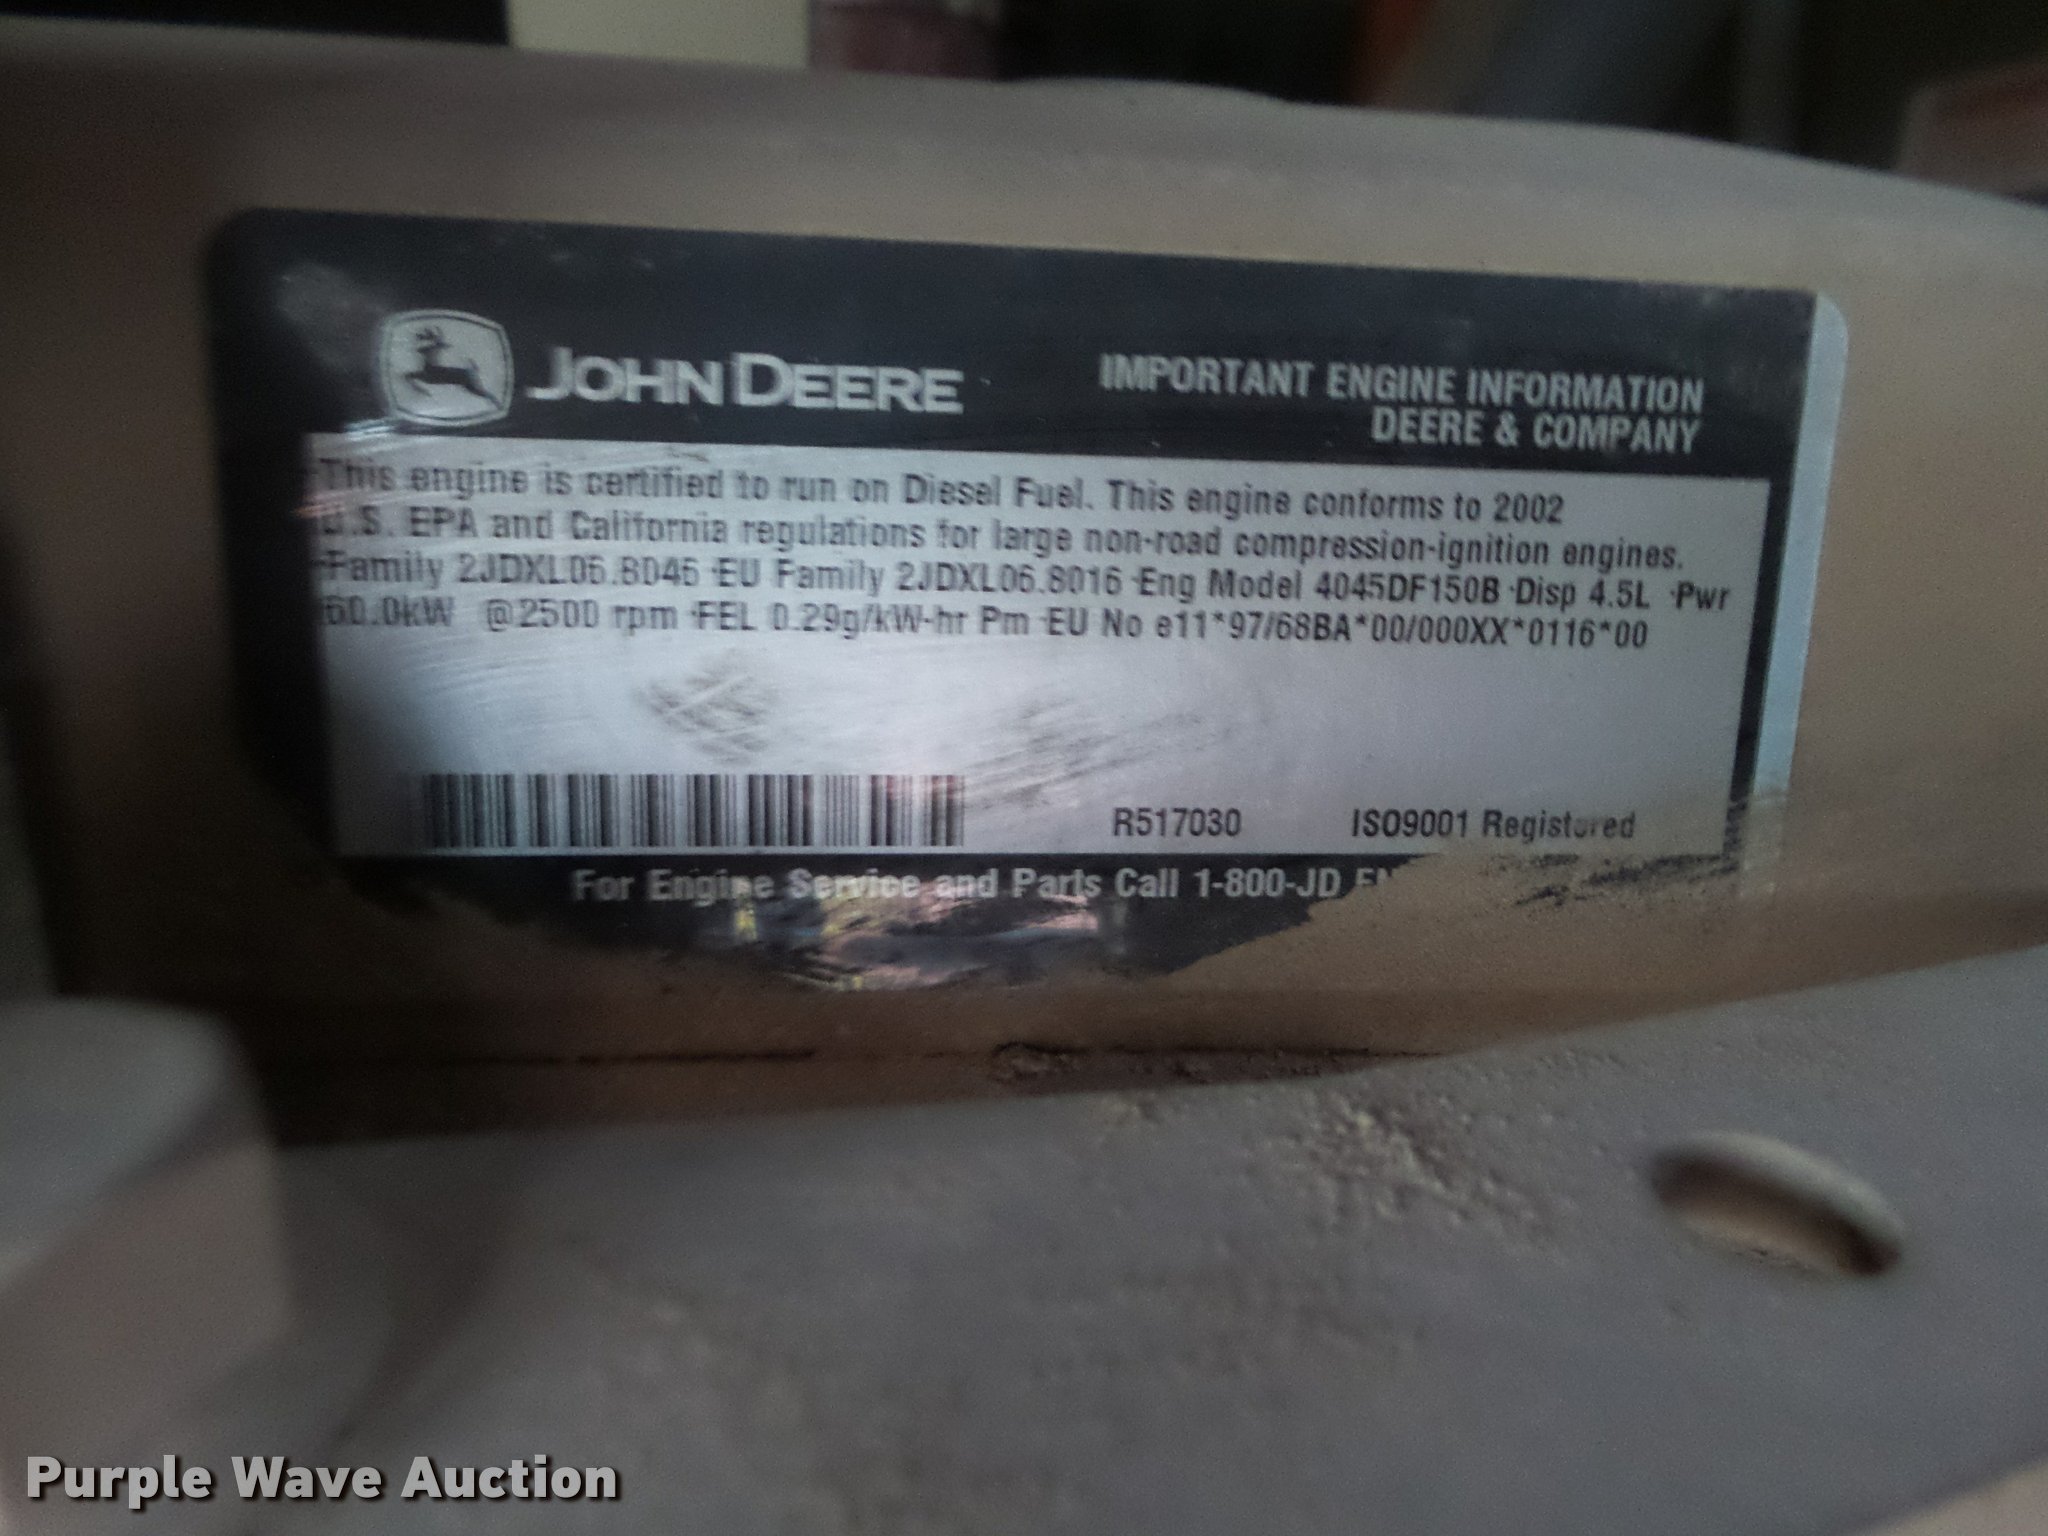 JOHN DEERE
IMPORTANT ENGINE INFORMATION
DEERE & COMPANY
·This engine is certified to run on Diesel Fuel. This engine conforms to 2002
U.S. EPA and California regulations for large non-road compression-ignition engines.
·Family 2JDXL06.8046 ·EU Family 2JDXL06.8016 ·Eng Model 4045DF150B ·Disp 4.5L ·Pwr
60.0kW @2500 rpm ·FEL 0.29g/kW-hr Pm ·EU No e11*97/68BA*00/000XX*0116*00
R517030 ISO9001 Registered
For Engine Service and Parts Call 1-800-JD
Purple Wave Auction